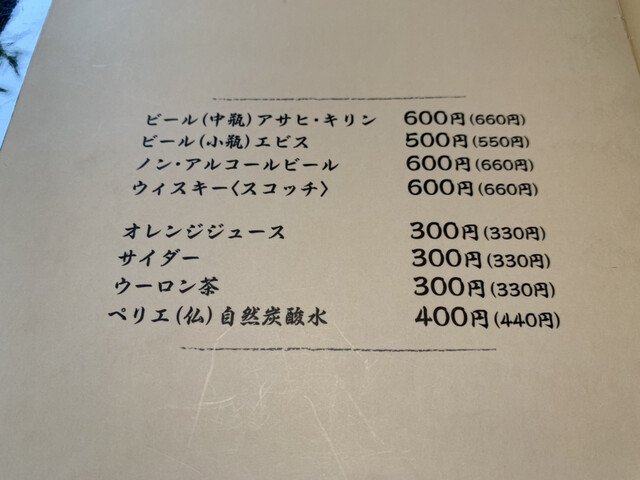 ビール(中瓶)アサヒ・キリン 600円(660円)
ビール(小瓶)エビス 500円(550円)
ノン・アルコールビール 600円(660円)
ウィスキー〈スコッチ〉 600円(660円)
オレンジジュース 300円(330円)
サイダー 300円(330円)
ウーロン茶 300円(330円)
ペリエ(仏)自然炭酸水 400円(440円)